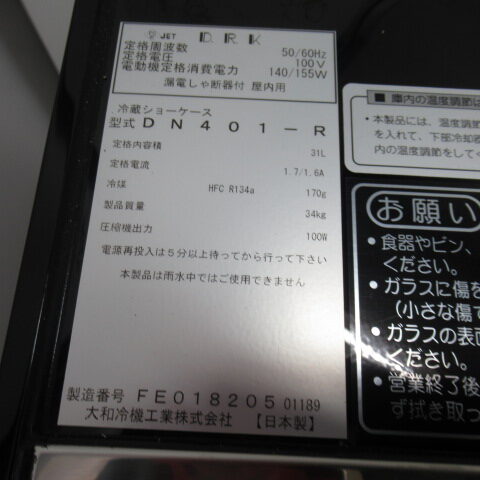 JET D.R.K
定格周波数 50/60Hz
定格電圧 100V
電動機定格消費電力 140/155W
漏電しゃ断器付 屋内用
冷蔵ショーケース
型式 DN401-R
定格内容積 31L
定格電流 1.7/1.6A
冷媒 HFC R134a 170g
製品質量 34kg
圧縮機出力 100W
電源再投入は5分以上待ってから行って下さい
本製品は雨水中ではご使用できません
製造番号 FE018205 01189
大和冷機工業株式会社 【日本製】
■ 庫内の温度調節は
・本製品には、温度調
を入れて、下部冷却器
内の温度調節をしてく
お願い
・食器やビン、
ください。
・ガラスに傷を
(小さな傷で
・ガラスの表面
ください。
・営業終了後
ず拭き取っ